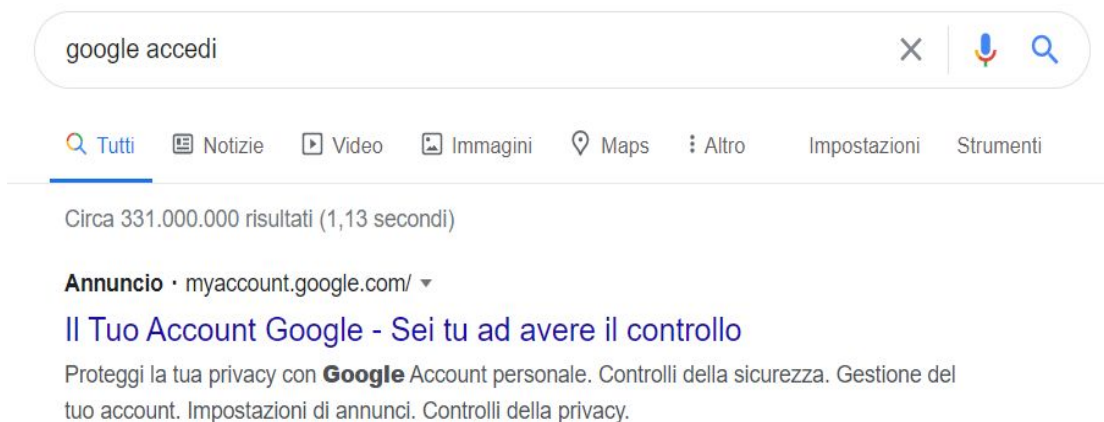 google accedi
Tutti Notizie Video Immagini Maps Altro Impostazioni Strumenti
Circa 331.000.000 risultati (1,13 secondi)
Annuncio · myaccount.google.com/
Il Tuo Account Google - Sei tu ad avere il controllo
Proteggi la tua privacy con Google Account personale. Controlli della sicurezza. Gestione del
tuo account. Impostazioni di annunci. Controlli della privacy.